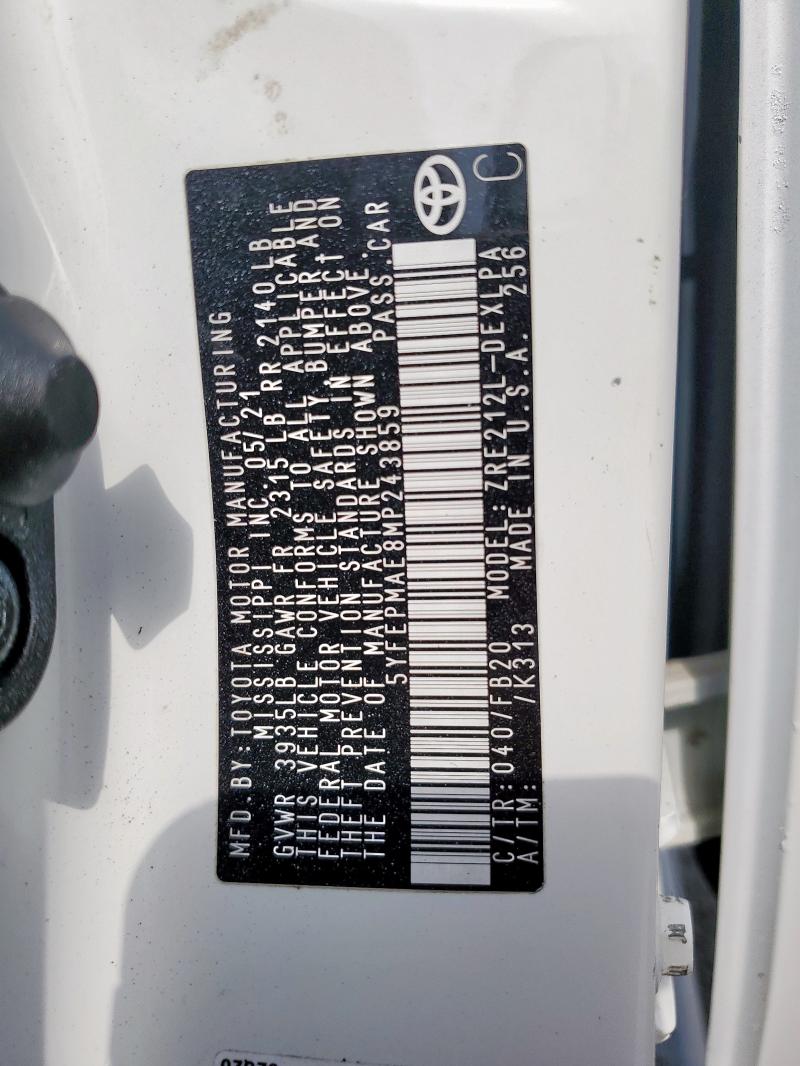 MFD.BY:TOYOTA MOTOR MANUFACTURING
MISSISSIPPI INC.05/21
GVWR 3935LB GAWR FR 2315 LB RR 2140LB
THIS VEHICLE CONFORMS TO ALL APPLICABLE
FEDERAL MOTOR VEHICLE SAFETY, BUMPER, AND
THEFT PREVENTION STANDARDS IN EFFECT ON
THE DATE OF MANUFACTURE SHOWN ABOVE.
5YFEPMAE8MP243859 PASS.CAR
C/TR:040/FB20 MODEL:ZRE212L-DEXLPA
A/TM: /K313 MADE IN U.S.A. 256
C